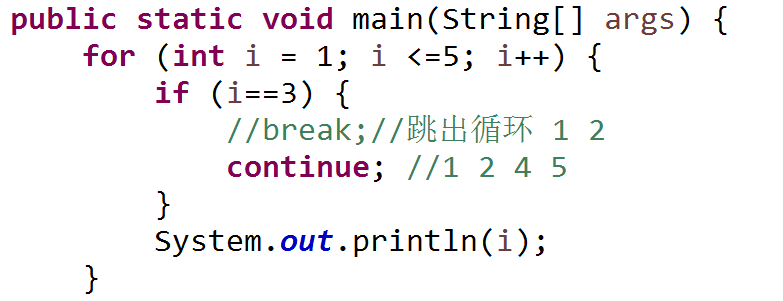 public static void main(String[] args) {
for (int i = 1; i <=5; i++) {
if (i==3) {
//break;//跳出循环 1 2
continue; //1 2 4 5
}
System.out.println(i);
}